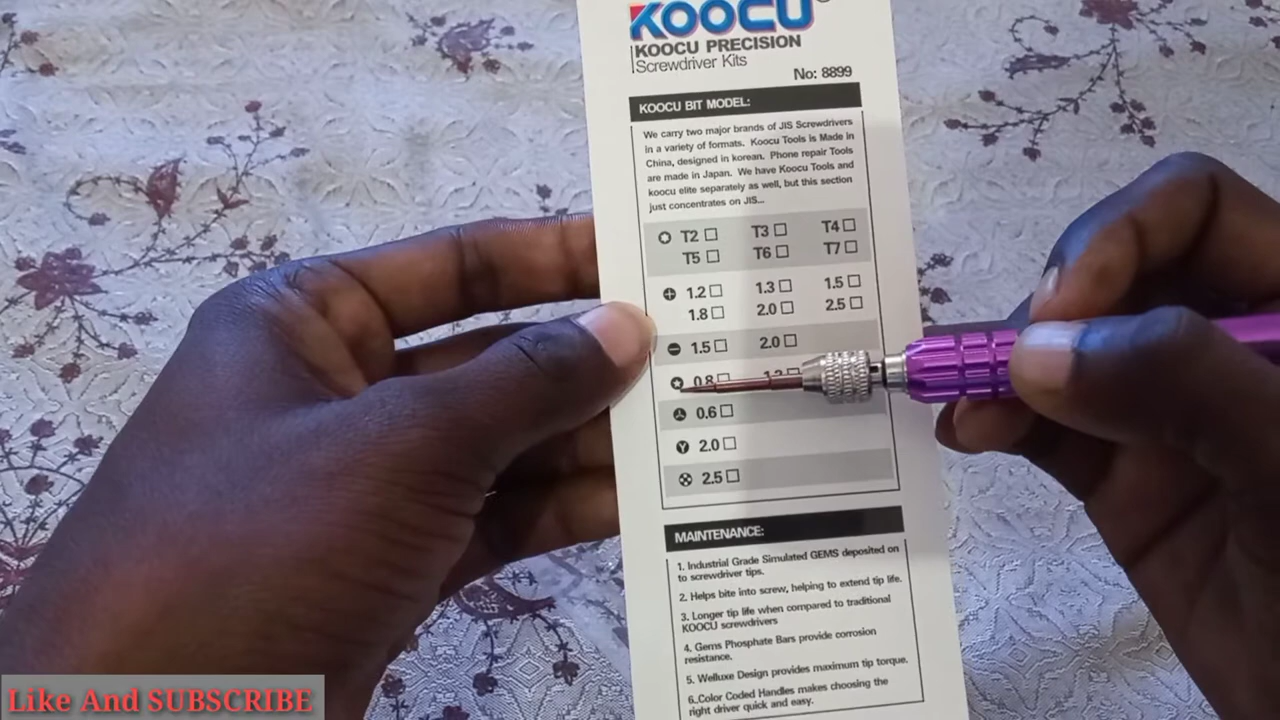 KOOCU
KOOCU PRECISION
Screwdriver Kits
No: 8899
KOOCU BIT MODEL:
We carry two major brands of JIS Screwdrivers
in a variety of formats. Koocu Tools is Made in
China, designed in korean. Phone repair Tools
are made in Japan. We have Koocu Tools and
koocu elite separately as well, but this section
just concentrates on JIS...
T2 T3 T4
T5 T6 T7
1.2 1.3 1.5
1.8 2.0 2.5
1.5 2.0
0.8
0.6
Y 2.0
2.5
MAINTENANCE:
1. Industrial Grade Simulated GEMS deposited on
to screwdriver tips.
2. Helps bite into screw, helping to extend tip life.
3. Longer tip life when compared to traditional
KOOCU screwdrivers
4. Gems Phosphate Bars provide corrosion
resistance.
5. Welluxe Design provides maximum tip torque.
6..Color Coded Handles makes choosing the
right driver quick and easy.
Like And SUBSCRIBE